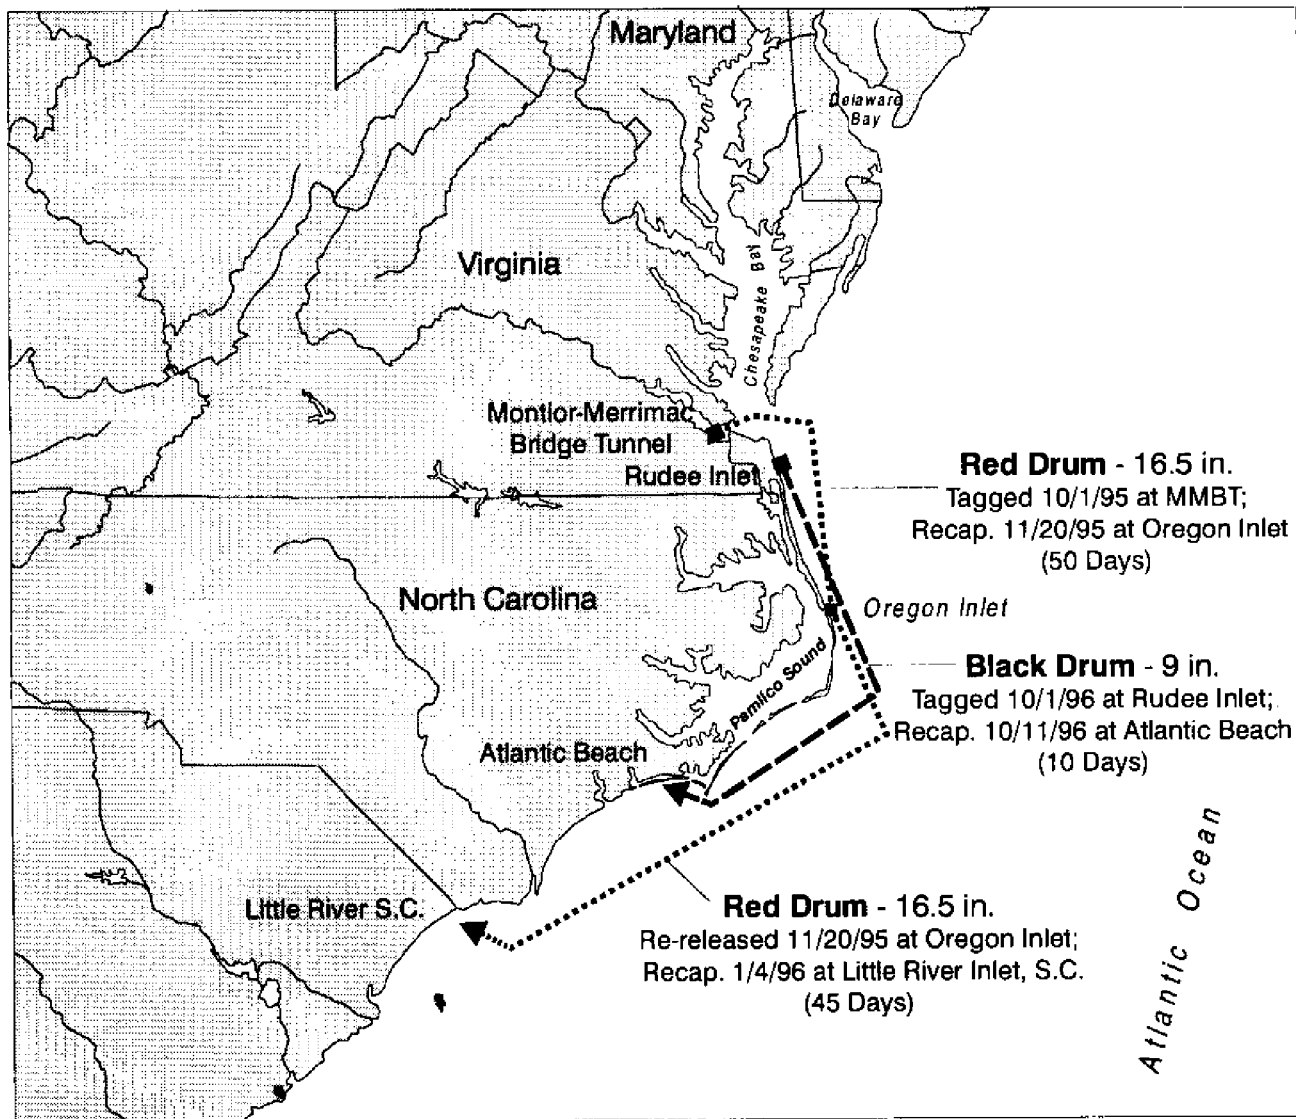 Maryland
Delaware
Bay
Virginia
Chesapeake Bay
Montior-Merrimac
Bridge Tunnel
Rudee Inlet
Red Drum - 16.5 in.
Tagged 10/1/95 at MMBT;
Recap. 11/20/95 at Oregon Inlet
(50 Days)
North Carolina
Oregon Inlet
Pamlico Sound
Black Drum - 9 in.
Tagged 10/1/96 at Rudee Inlet;
Recap. 10/11/96 at Atlantic Beach
(10 Days)
Atlantic Beach
Atlantic Ocean
Little River S.C.
Red Drum - 16.5 in.
Re-released 11/20/95 at Oregon Inlet;
Recap. 1/4/96 at Little River Inlet, S.C.
(45 Days)